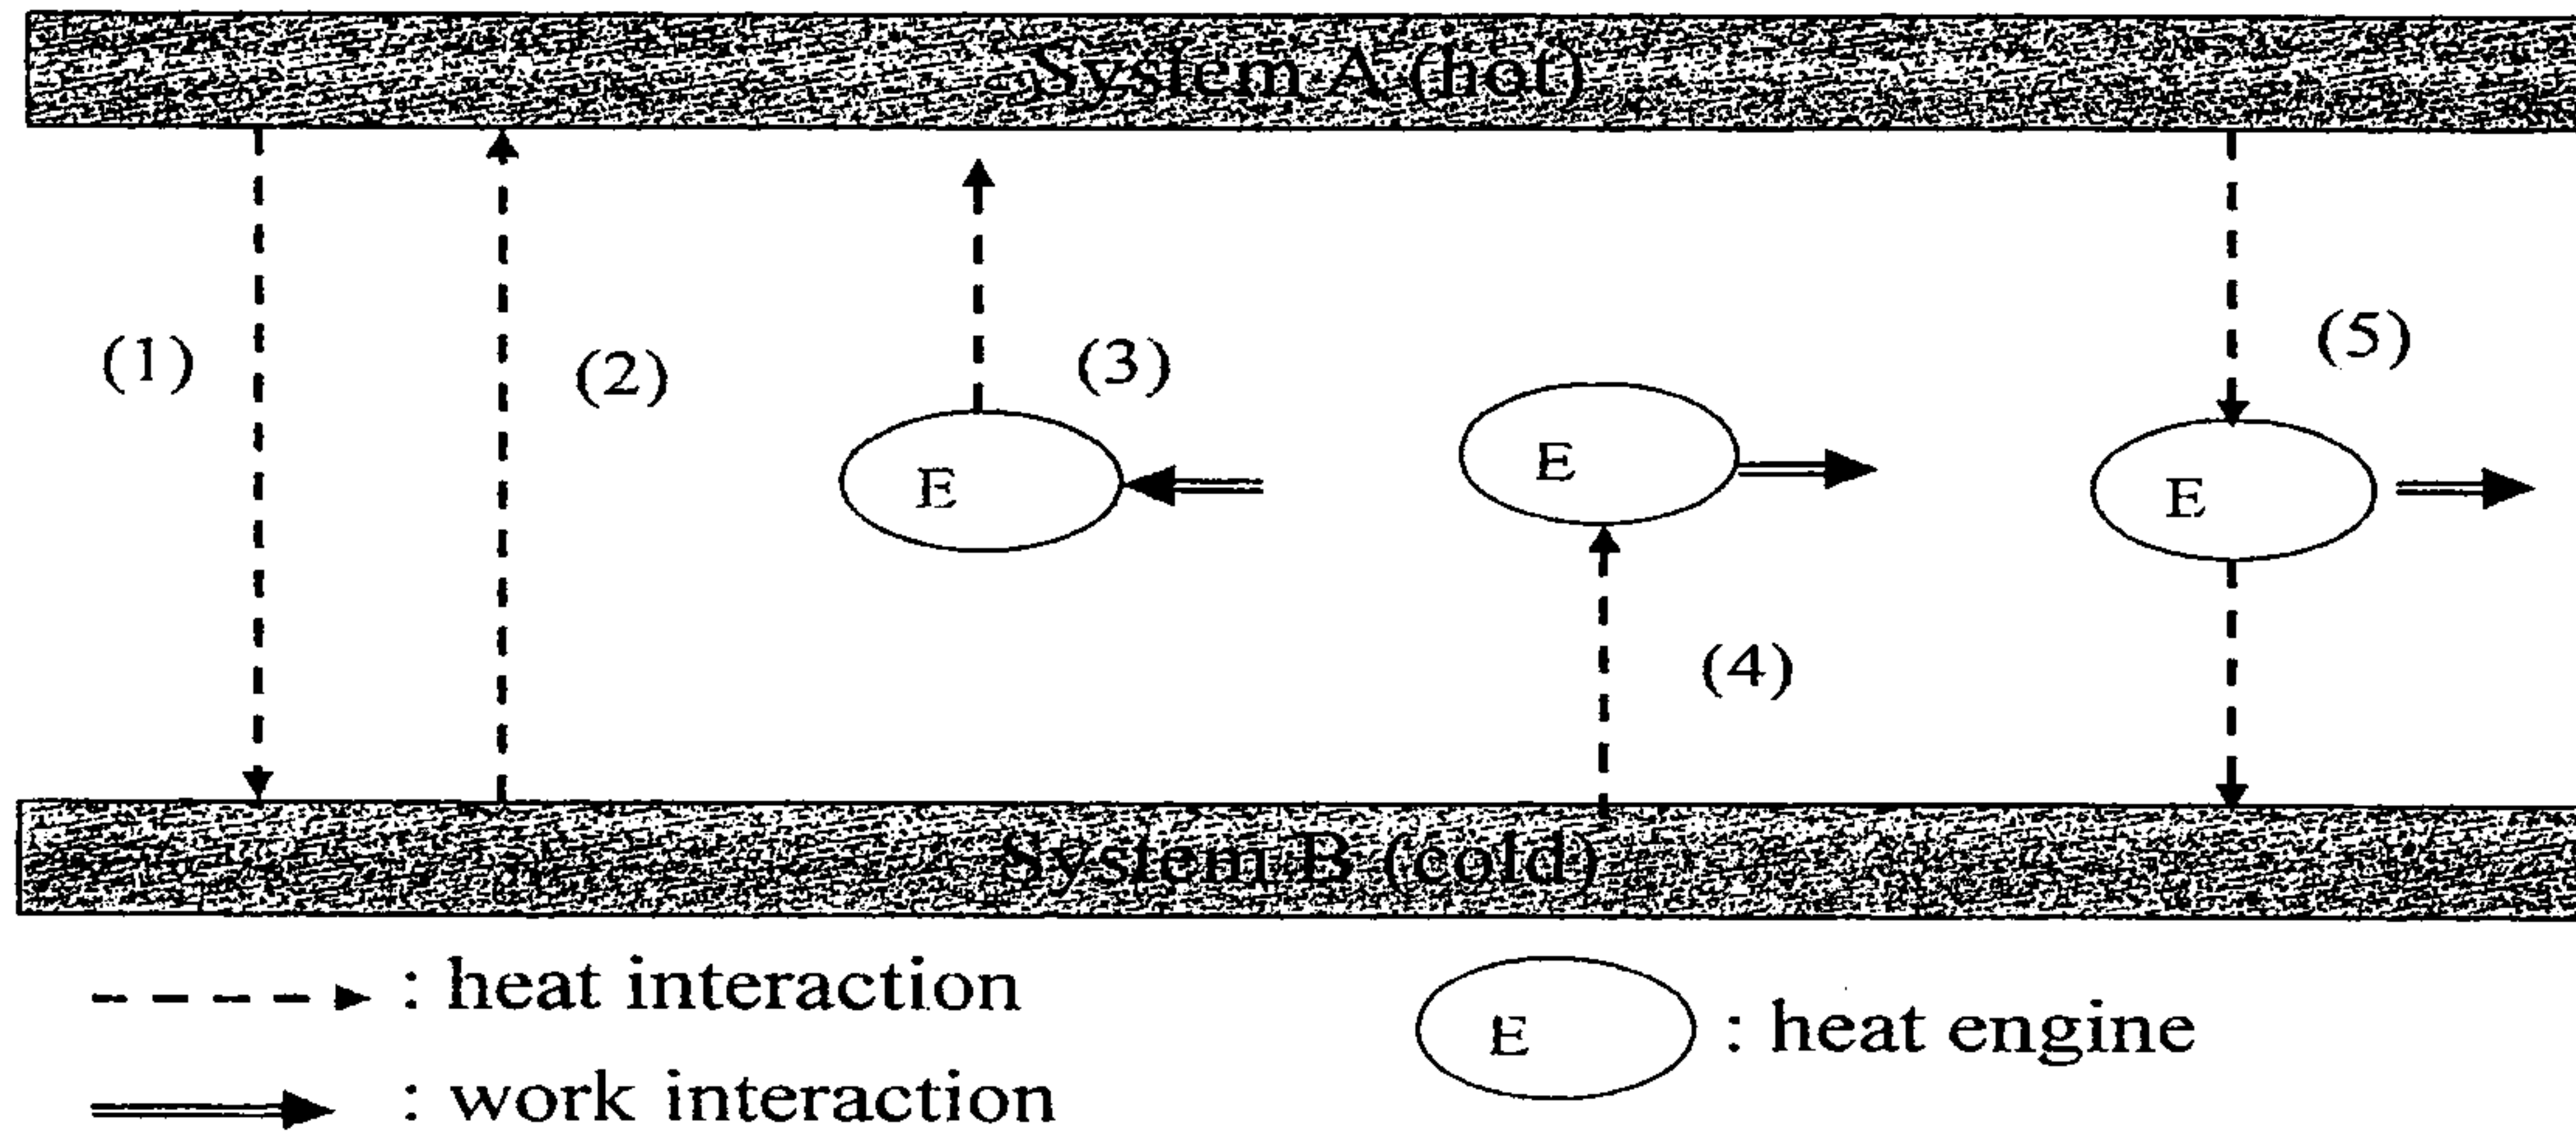 System A (hot)
(1)
(2)
(3)
(4)
(5)
E
E
E
System B (cold)
: heat interaction
E : heat engine
: work interaction